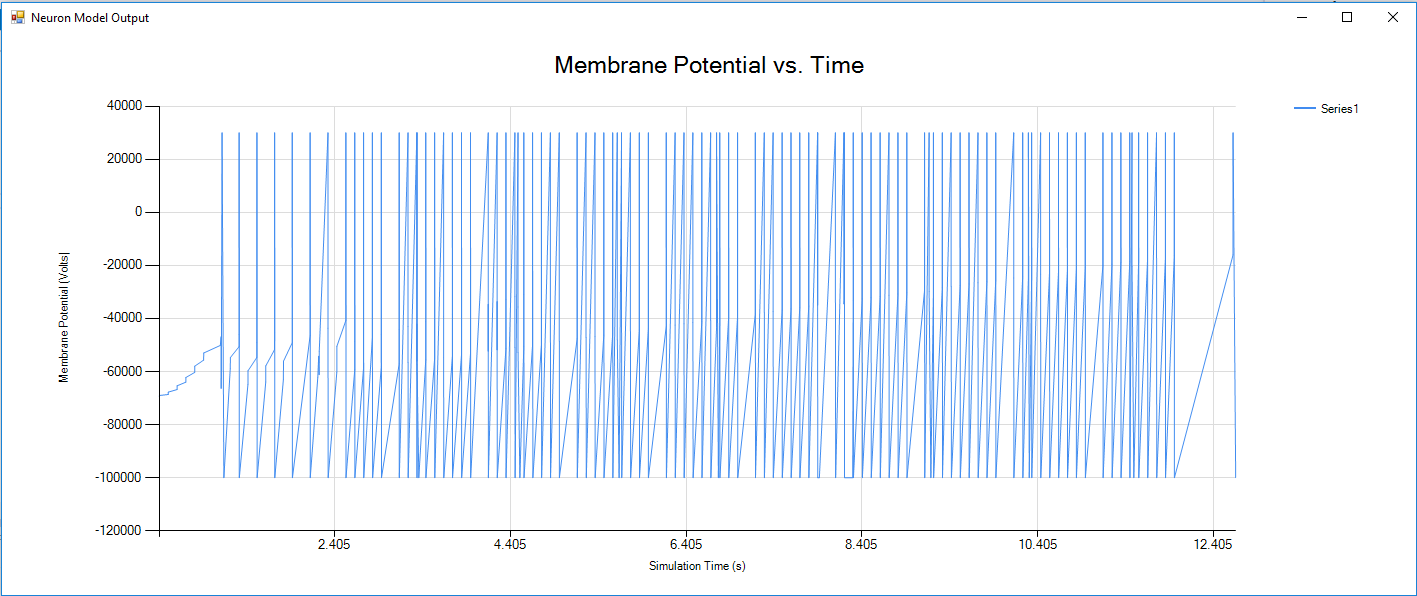 Neuron Model Output
Membrane Potential vs. Time
Series1
Membrane Potential (Volts|
40000
20000
0
-20000
-40000
-60000
-80000
-100000
-120000
2.405 4.405 6.405 8.405 10.405 12.405
Simulation Time (s)